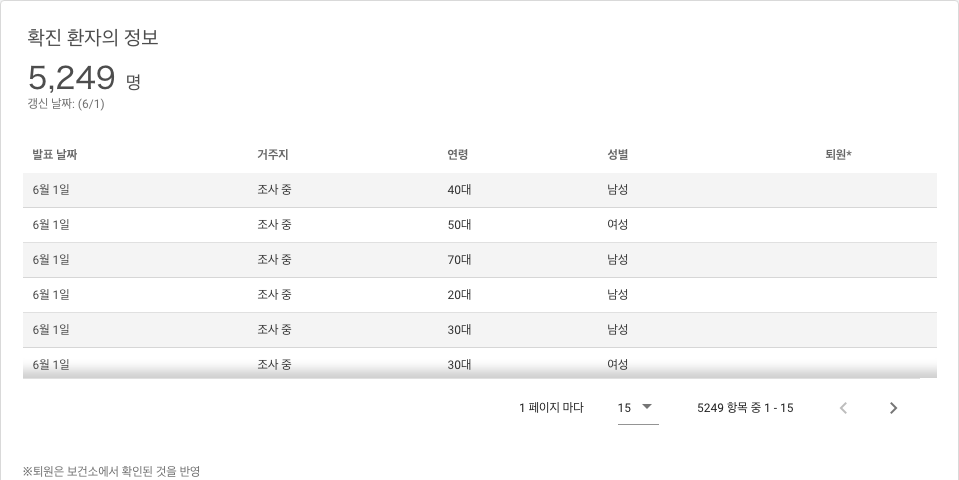 확진 환자의 정보
5,249 명
갱신 날짜: (6/1)
발표 날짜 거주지 연령 성별 퇴원*
6월 1일 조사 중 40대 남성
6월 1일 조사 중 50대 여성
6월 1일 조사 중 70대 남성
6월 1일 조사 중 20대 남성
6월 1일 조사 중 30대 남성
6월 1일 조사 중 30대 여성
1 페이지 마다 15 5249 항목 중 1 - 15
※퇴원은 보건소에서 확인된 것을 반영